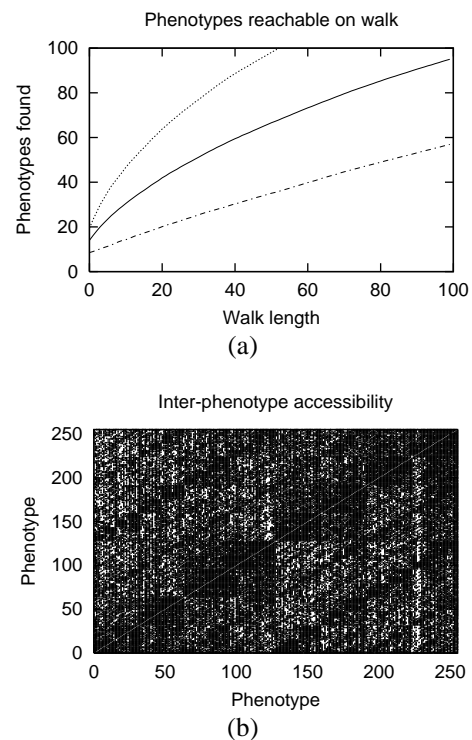 Phenotypes reachable on walk
100
80
60
40
20
0
Phenotypes found
0 20 40 60 80 100
Walk length
(a)
Inter-phenotype accessibility
250
200
150
100
50
0
Phenotype
0 50 100 150 200 250
Phenotype
(b)